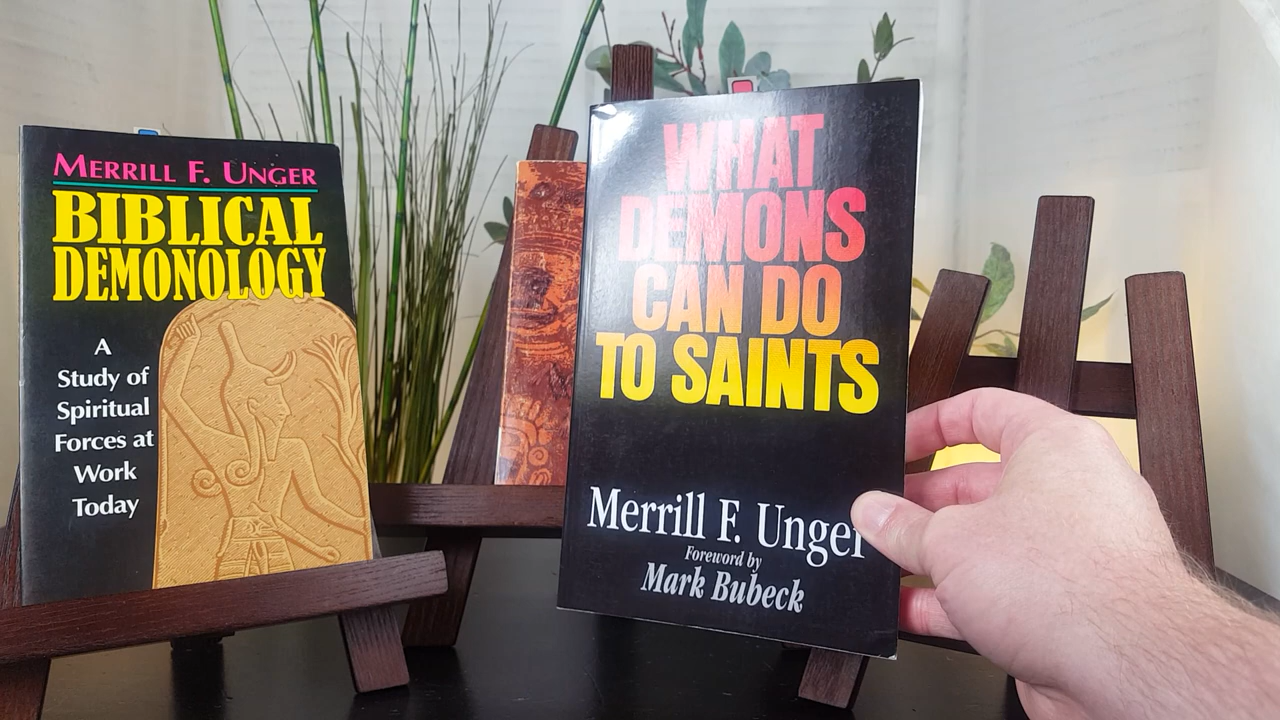 MERRILL F. UNGER
BIBLICAL
DEMONOLOGY
A
Study of
Spiritual
Forces at
Work
Today
WHAT
DEMONS
CAN DO
TO SAINTS
Merrill F. Unger
Foreword by
Mark Bubeck